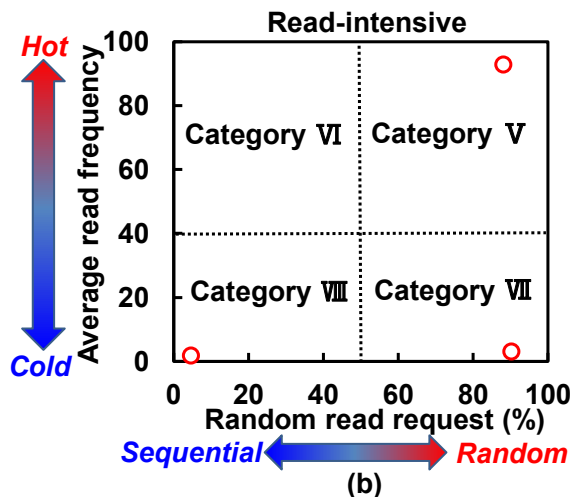 Read-intensive
Hot
Cold
Average read frequency
100
80
60
40
20
0
Category Ⅵ
Category Ⅴ
Category Ⅷ
Category Ⅶ
0
20
40
60
80
100
Random read request (%)
Sequential
Random
(b)